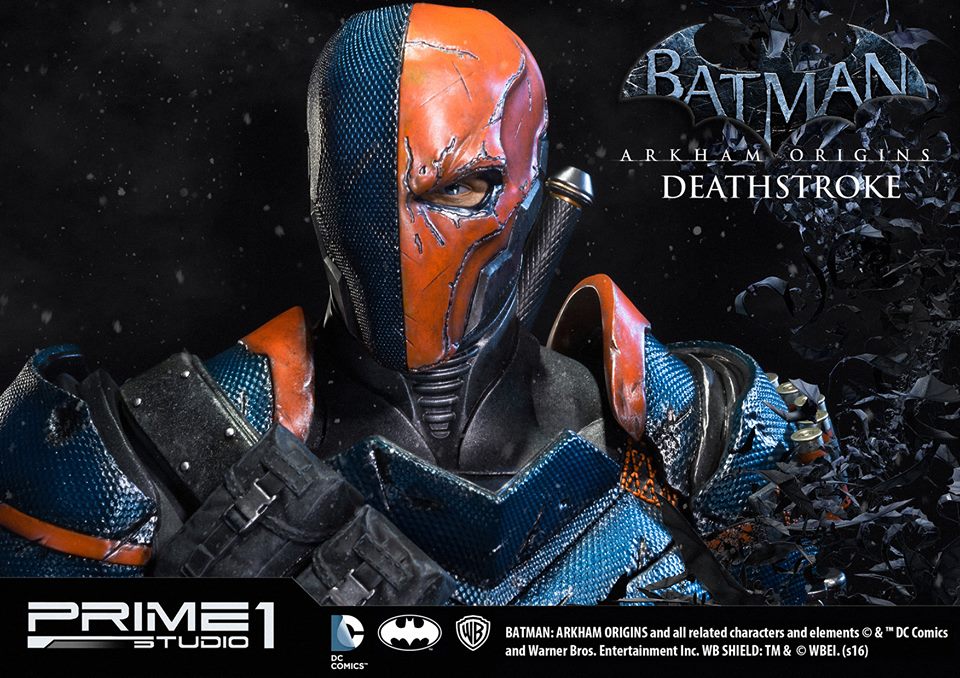 BATMAN
ARKHAM ORIGINS
DEATHSTROKE
PRIME 1
STUDIO
DC
COMICS™
WB
BATMAN: ARKHAM ORIGINS and all related characters and elements © & ™ DC Comics
and Warner Bros. Entertainment Inc. WB SHIELD: TM & © WBEI. (s16)